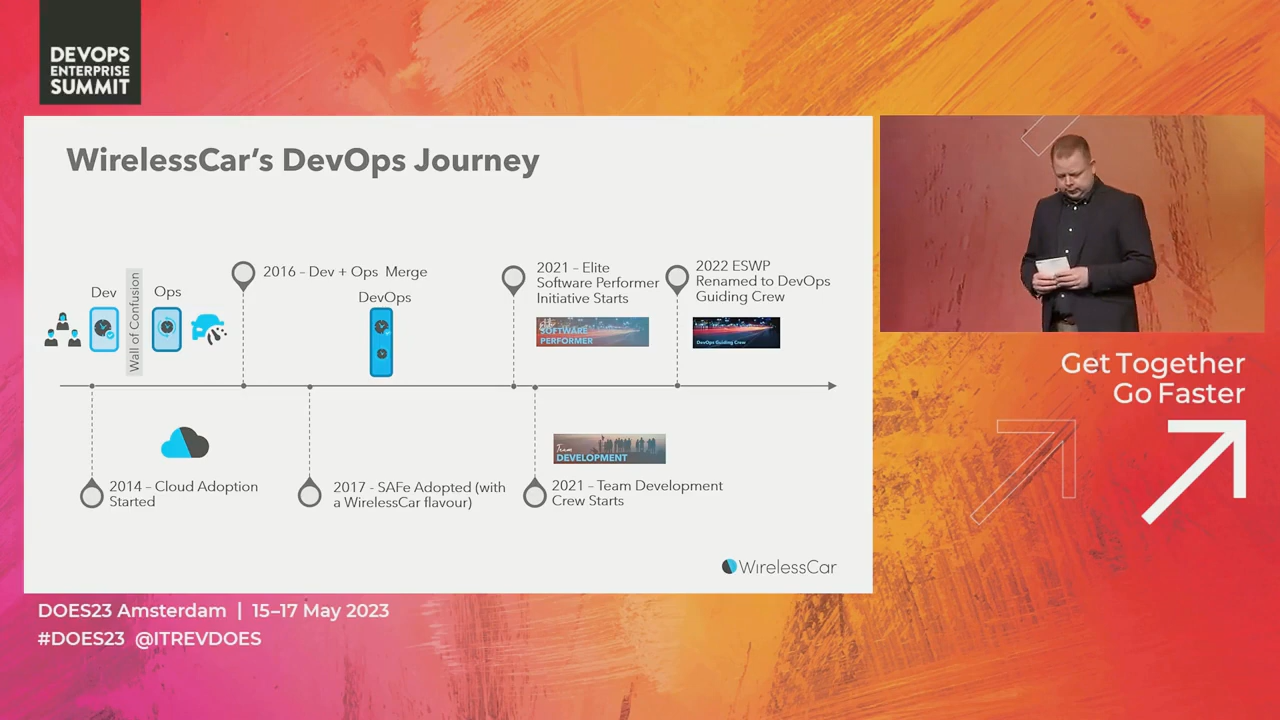 DEVOPS
ENTERPRISE
SUMMIT
WirelessCar's DevOps Journey
Dev
Wall of Confusion
Ops
2016 – Dev + Ops Merge
DevOps
2021 – Elite
Software Performer
Initiative Starts
SOFTWARE
PERFORMER
2022 ESWP
Renamed to DevOps
Guiding Crew
DevOps Guiding Crew
2014 – Cloud Adoption
Started
2017 - SAFe Adopted (with
a WirelessCar flavour)
Team
DEVELOPMENT
2021 – Team Development
Crew Starts
WirelessCar
Get Together
Go Faster
DOES23 Amsterdam | 15–17 May 2023
#DOES23 @ITREVDOES